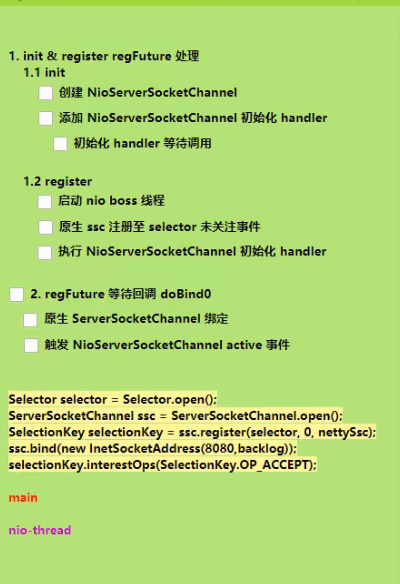 1. init & register regFuture 处理
1.1 init
创建 NioServerSocketChannel
添加 NioServerSocketChannel 初始化 handler
初始化 handler 等待调用
1.2 register
启动 nio boss 线程
原生 ssc 注册至 selector 未关注事件
执行 NioServerSocketChannel 初始化 handler
2. regFuture 等待回调 doBind0
原生 ServerSocketChannel 绑定
触发 NioServerSocketChannel active 事件
Selector selector = Selector.open();
ServerSocketChannel ssc = ServerSocketChannel.open();
SelectionKey selectionKey = ssc.register(selector, 0, nettySsc);
ssc.bind(new InetSocketAddress(8080,backlog));
selectionKey.interestOps(SelectionKey.OP_ACCEPT);
main
nio-thread